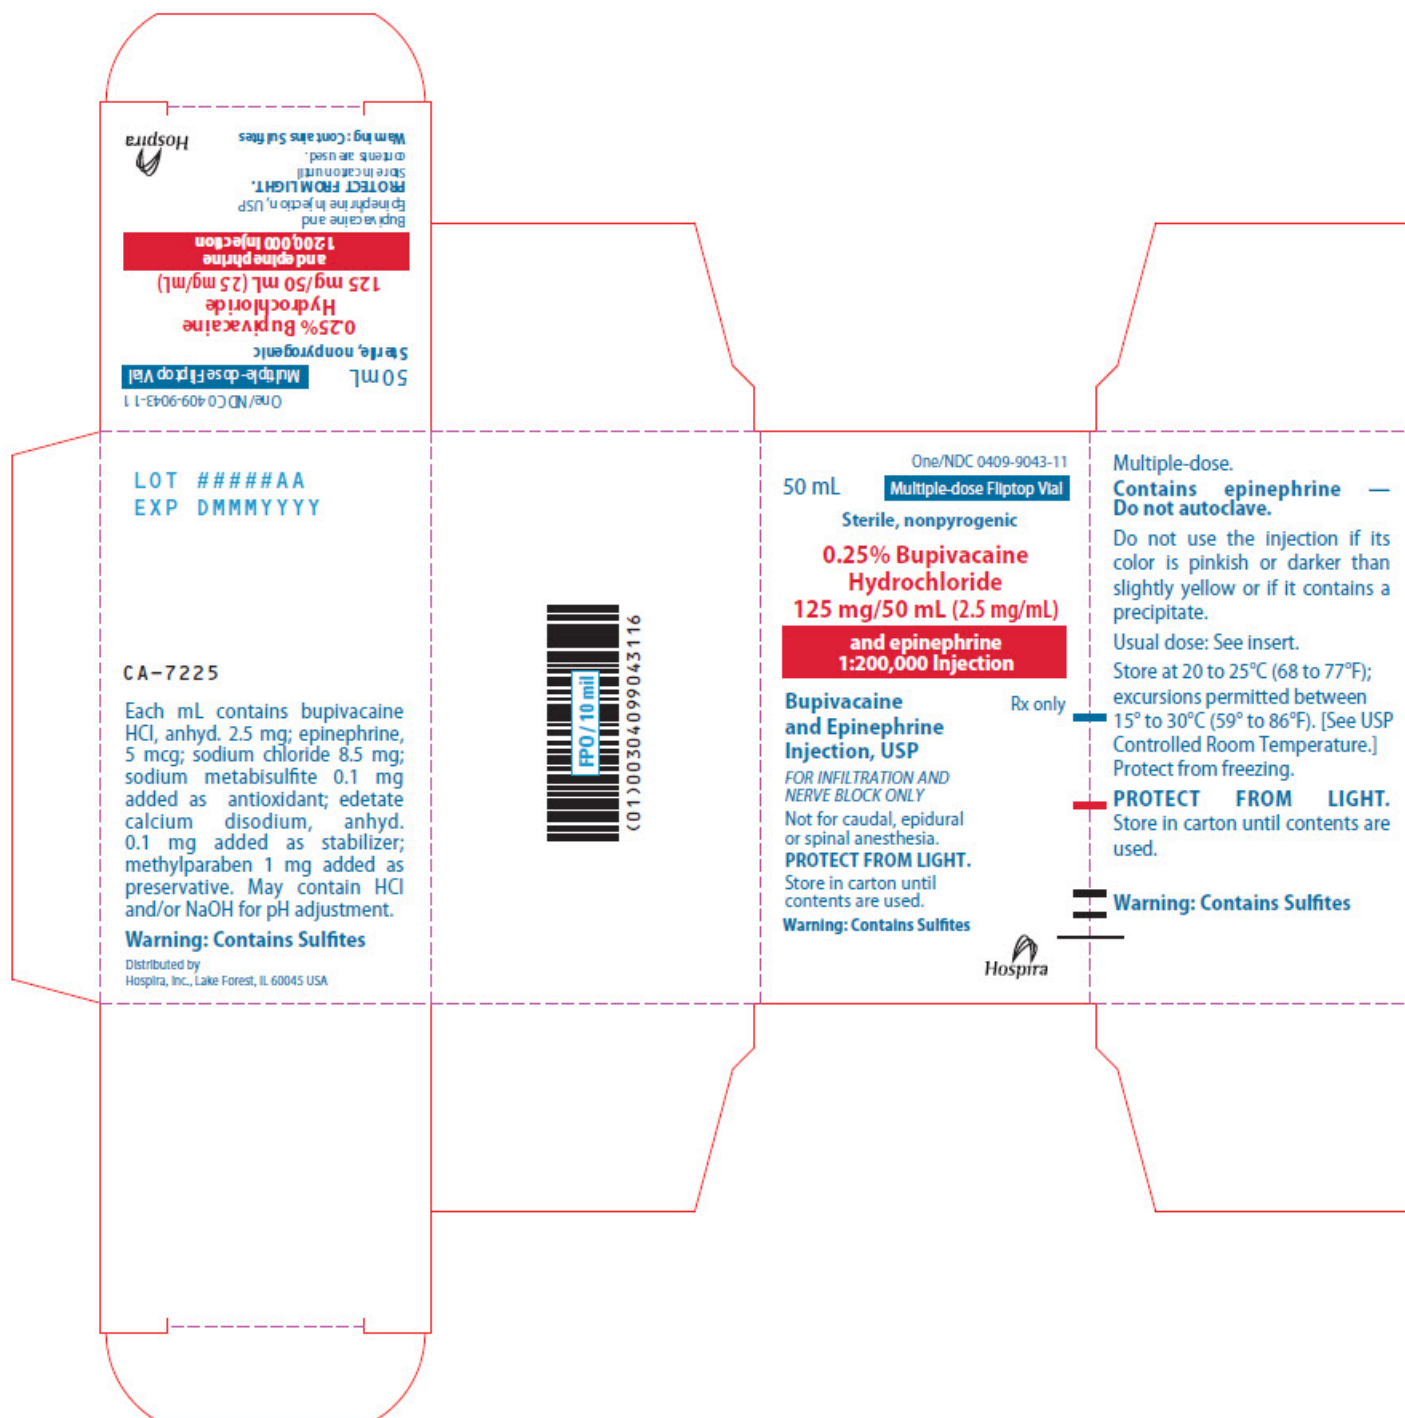 One/NDC 0409-9043-11
50 mL Multiple-dose Fliptop Vial
Sterile, nonpyrogenic
0.25% Bupivacaine
Hydrochloride
125 mg/50 mL (2.5 mg/mL)
and epinephrine
1:200,000 Injection
Bupivacaine and
Epinephrine Injection, USP
PROTECT FROM LIGHT.
Store in carton until
contents are used.
Warning: Contains Sulfites
Hospira
LOT #####AA
EXP DMMMYYYY
CA-7225
Each mL contains bupivacaine
HCl, anhyd. 2.5 mg; epinephrine,
5 mcg; sodium chloride 8.5 mg;
sodium metabisulfite 0.1 mg
added as antioxidant; edetate
calcium disodium, anhyd.
0.1 mg added as stabilizer;
methylparaben 1 mg added as
preservative. May contain HCl
and/or NaOH for pH adjustment.
Warning: Contains Sulfites
Distributed by
Hospira, Inc., Lake Forest, IL 60045 USA
FPO / 10 mil
(01)00304099043116
One/NDC 0409-9043-11
50 mL Multiple-dose Fliptop Vial
Sterile, nonpyrogenic
0.25% Bupivacaine
Hydrochloride
125 mg/50 mL (2.5 mg/mL)
and epinephrine
1:200,000 Injection
Bupivacaine Rx only
and Epinephrine
Injection, USP
FOR INFILTRATION AND
NERVE BLOCK ONLY
Not for caudal, epidural
or spinal anesthesia.
PROTECT FROM LIGHT.
Store in carton until
contents are used.
Warning: Contains Sulfites
Hospira
Multiple-dose.
Contains epinephrine —
Do not autoclave.
Do not use the injection if its
color is pinkish or darker than
slightly yellow or if it contains a
precipitate.
Usual dose: See insert.
Store at 20 to 25°C (68 to 77°F);
excursions permitted between
15° to 30°C (59° to 86°F). [See USP
Controlled Room Temperature.]
Protect from freezing.
PROTECT FROM LIGHT.
Store in carton until contents are
used.
Warning: Contains Sulfites